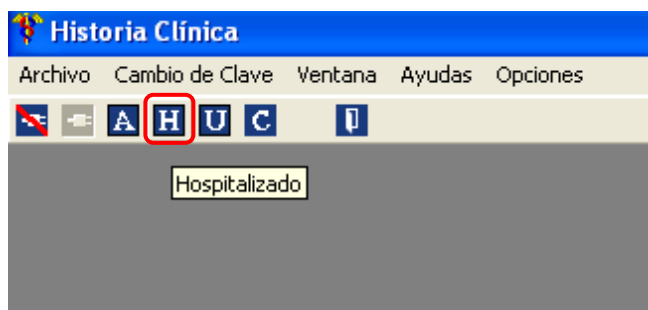 Historia Clínica
Archivo Cambio de Clave Ventana Ayudas Opciones
A H U C
Hospitalizado